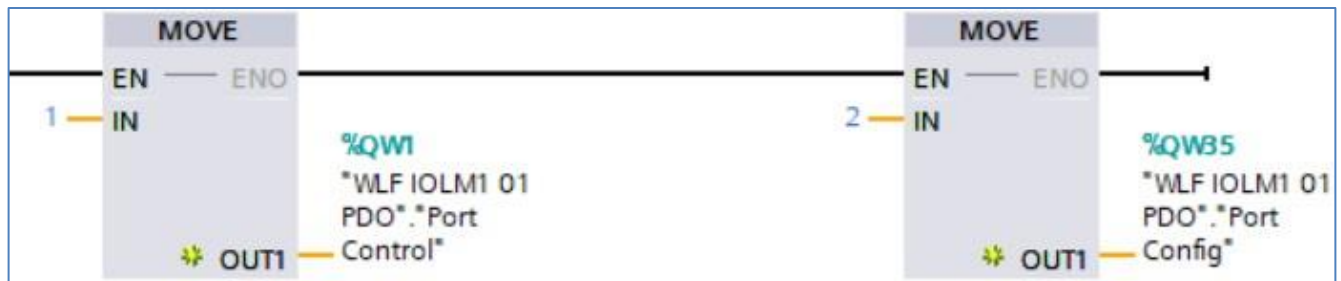 MOVE
EN ENO
1 IN
%QW1
"WLF IOLM1 01
PDO"."Port
Control"
OUT1
MOVE
EN ENO
2 IN
%QW35
"WLF IOLM1 01
PDO"."Port
Config"
OUT1